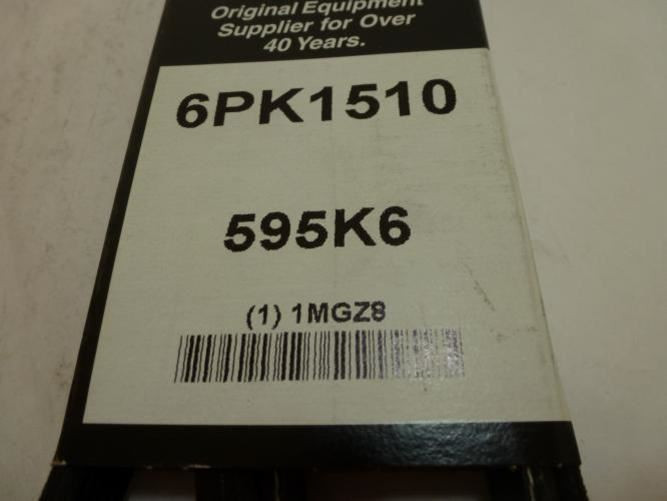 Original Equipment
Supplier for Over
40 Years.
6PK1510
595K6
(1) 1MGZ8